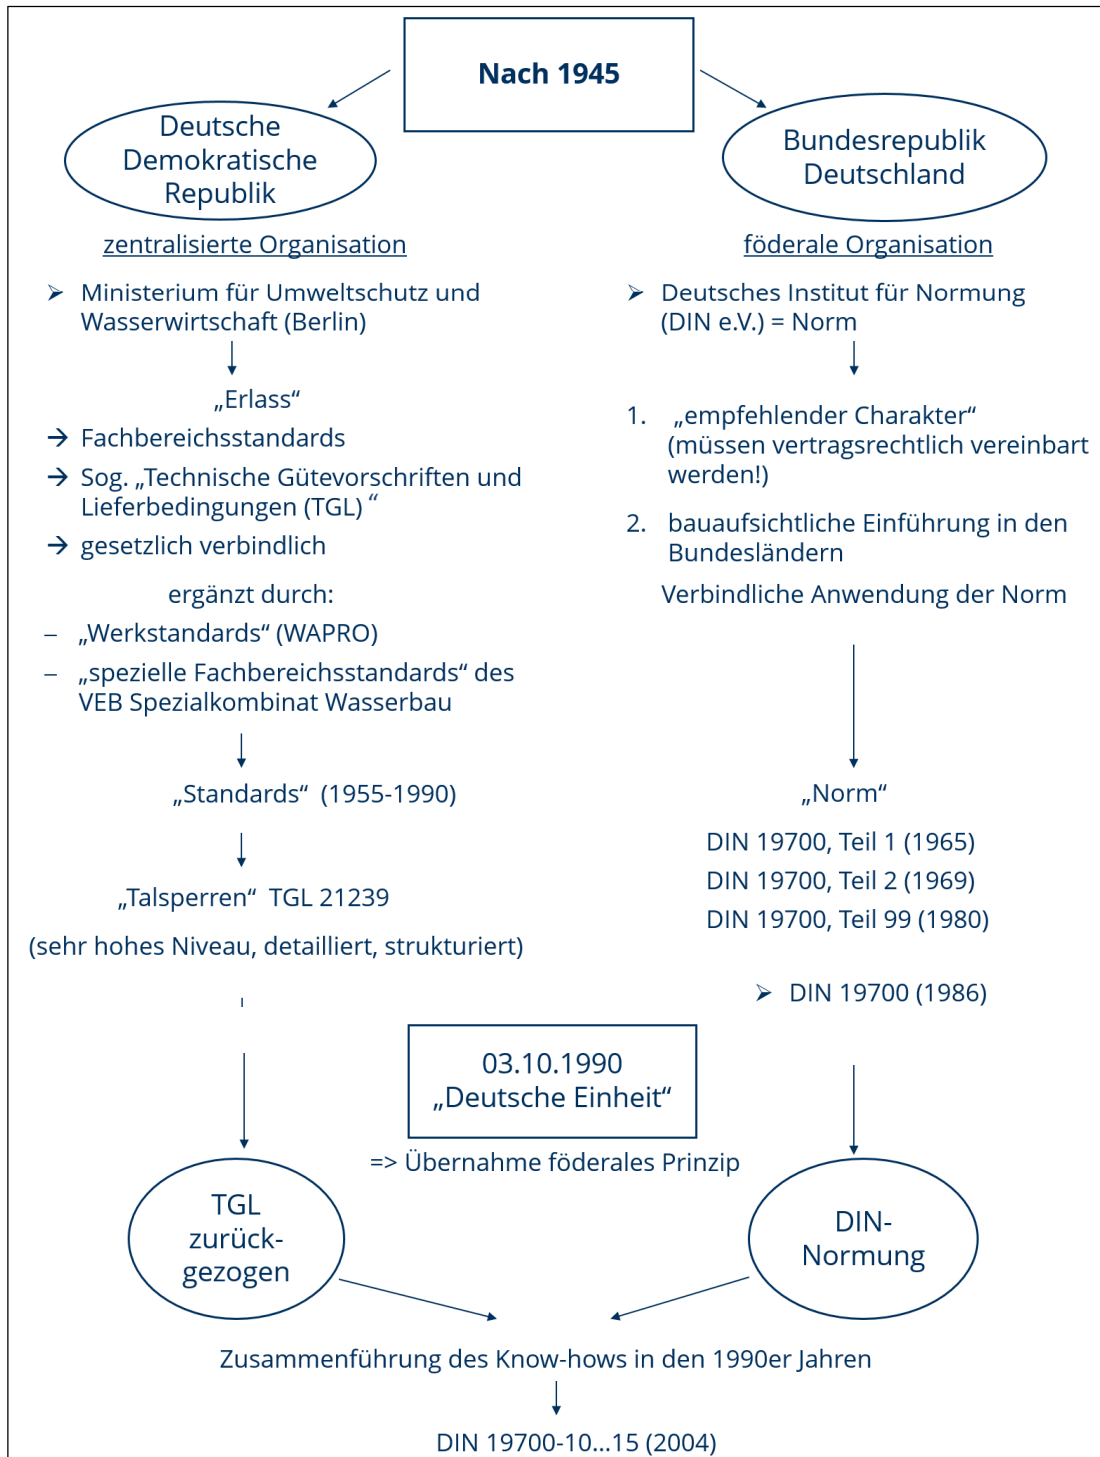 Nach 1945
Deutsche
Demokratische
Republik
zentralisierte Organisation
➢ Ministerium für Umweltschutz und
Wasserwirtschaft (Berlin)
„Erlass“
→ Fachbereichsstandards
→ Sog. „Technische Gütevorschriften und
Lieferbedingungen (TGL) “
→ gesetzlich verbindlich
ergänzt durch:
– „Werkstandards“ (WAPRO)
– „spezielle Fachbereichsstandards“ des
VEB Spezialkombinat Wasserbau
„Standards“ (1955-1990)
„Talsperren“ TGL 21239
(sehr hohes Niveau, detailliert, strukturiert)
Bundesrepublik
Deutschland
föderale Organisation
➢ Deutsches Institut für Normung
(DIN e.V.) = Norm
1. „empfehlender Charakter“
(müssen vertragsrechtlich vereinbart
werden!)
2. bauaufsichtliche Einführung in den
Bundesländern
Verbindliche Anwendung der Norm
„Norm“
DIN 19700, Teil 1 (1965)
DIN 19700, Teil 2 (1969)
DIN 19700, Teil 99 (1980)
➢ DIN 19700 (1986)
03.10.1990
„Deutsche Einheit“
=> Übernahme föderales Prinzip
TGL
zurück-
gezogen
DIN-
Normung
Zusammenführung des Know-hows in den 1990er Jahren
DIN 19700-10...15 (2004)